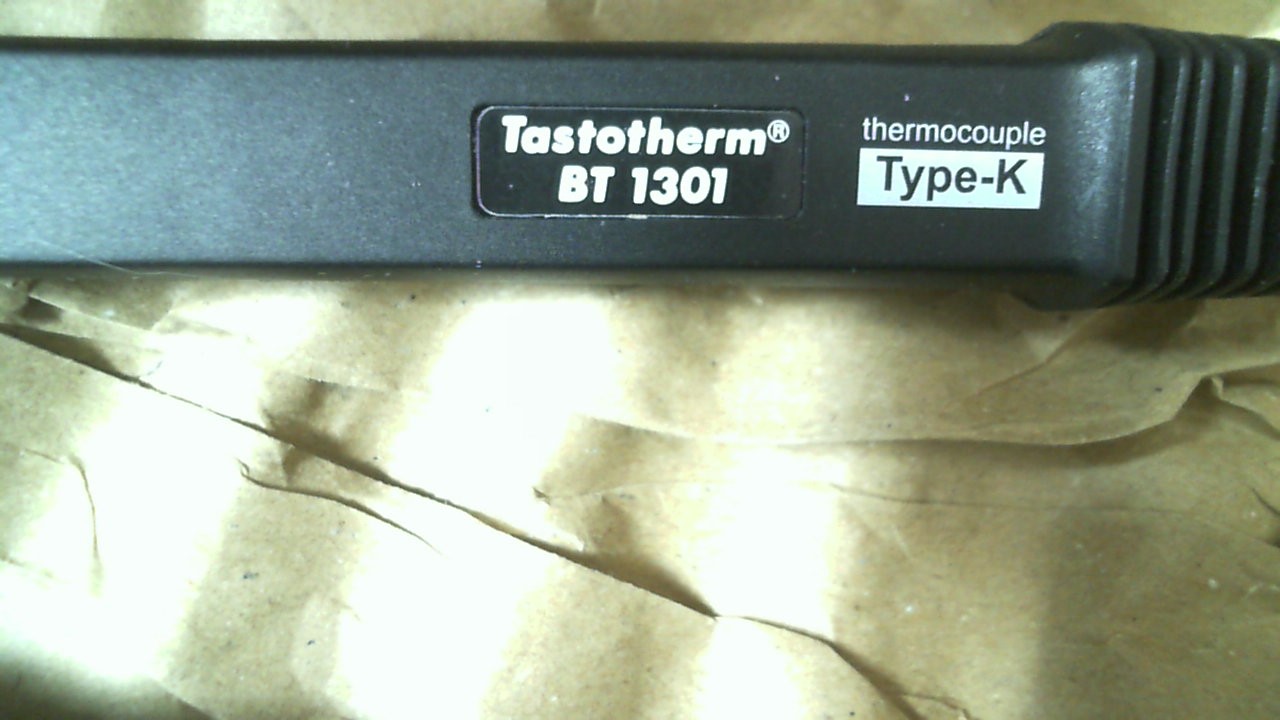 Tastotherm®
BT 1301
thermocouple
Type-K